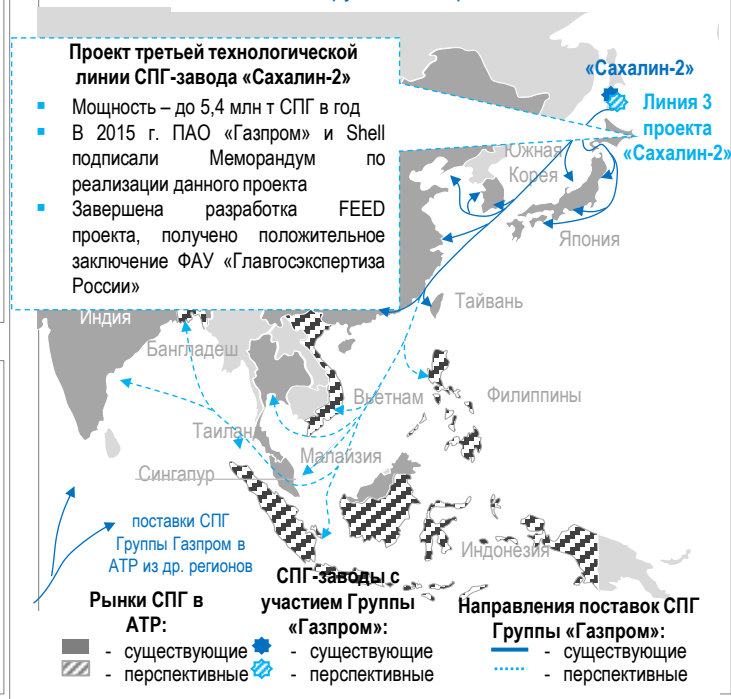 Проект третьей технологической
линии СПГ-завода «Сахалин-2»
Мощность – до 5,4 млн т СПГ в год
В 2015 г. ПАО «Газпром» и Shell
подписали Меморандум по
реализации данного проекта
Завершена разработка FEED
проекта, получено положительное
заключение ФАУ «Главгосэкспертиза
России»
«Сахалин-2»
Линия 3
проекта
«Сахалин-2»
Южная
Корея
Япония
Тайвань
Индия
Бангладеш
Вьетнам
Филиппины
Таиланд
Малайзия
Сингапур
Индонезия
поставки СПГ
Группы Газпром в
АТР из др. регионов
Рынки СПГ в
АТР:
- существующие
- перспективные
СПГ-заводы с
участием Группы
«Газпром»:
- существующие
- перспективные
Направления поставок СПГ
Группы «Газпром»:
- существующие
- перспективные